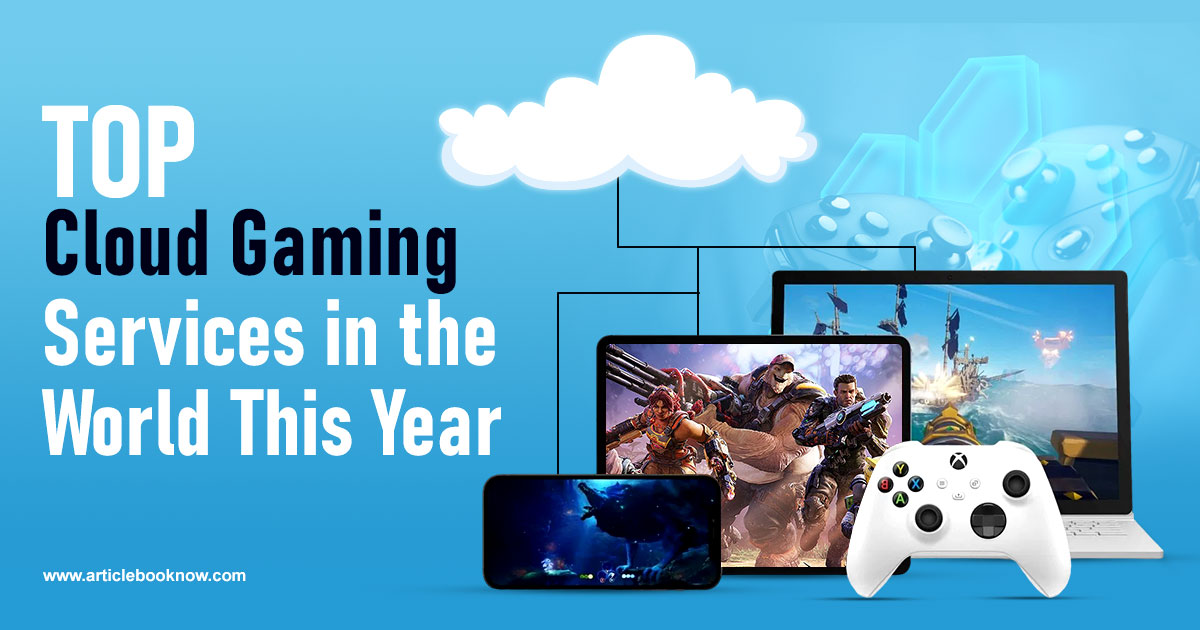 TOP
Cloud Gaming
Services in the
World This Year
www.articlebooknow.com
Y
B
X
A